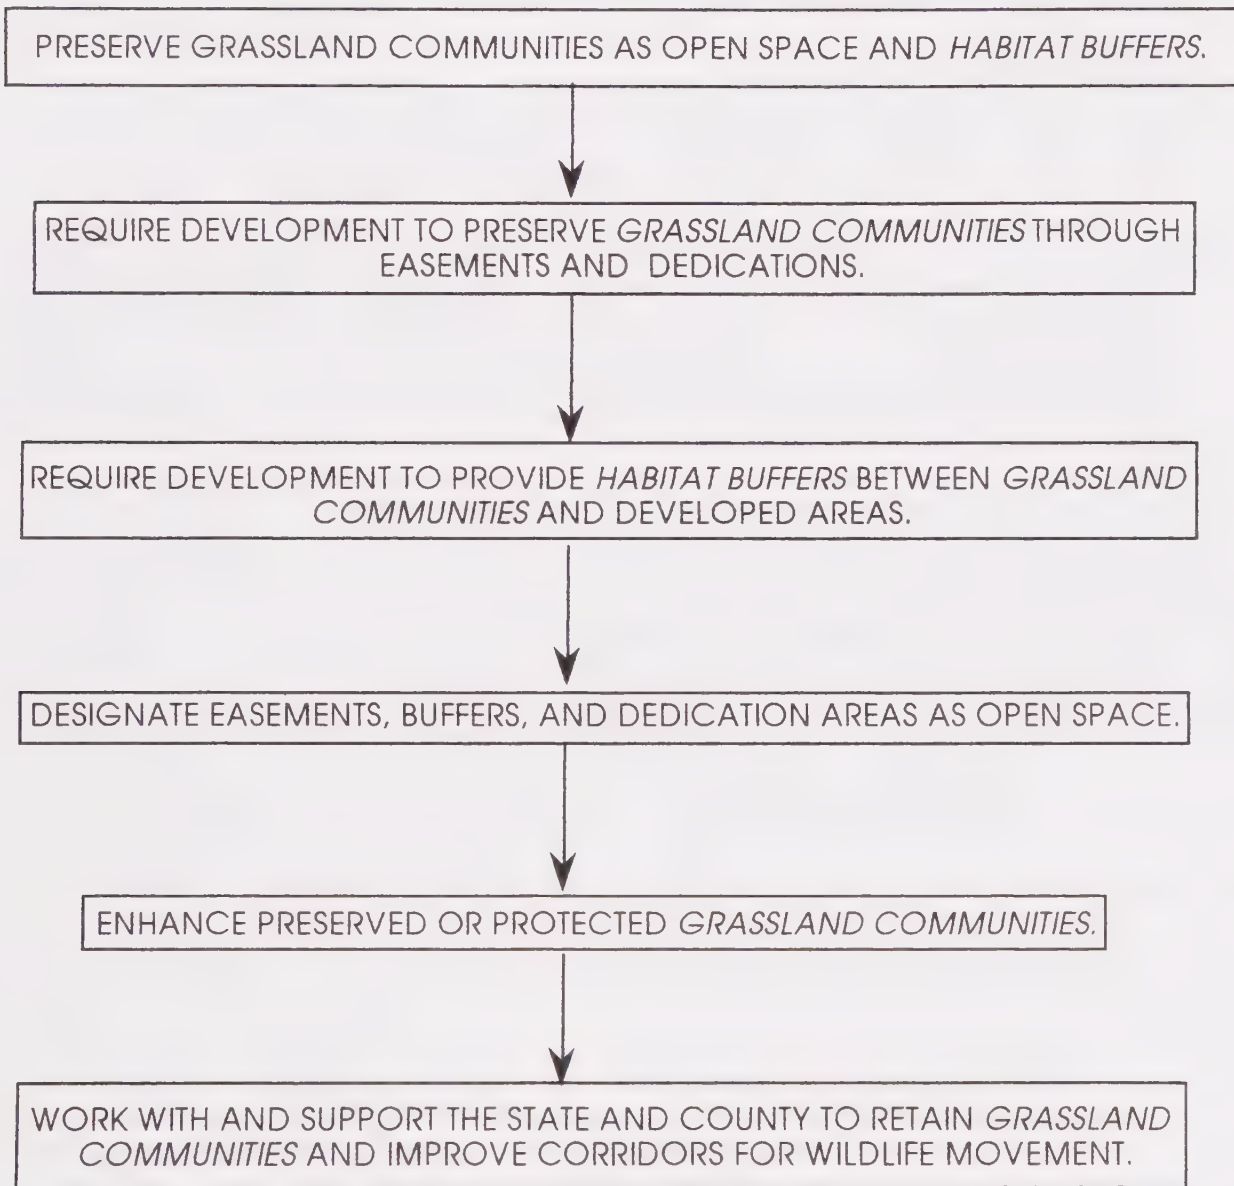 PRESERVE GRASSLAND COMMUNITIES AS OPEN SPACE AND HABITAT BUFFERS.
REQUIRE DEVELOPMENT TO PRESERVE GRASSLAND COMMUNITIES THROUGH
EASEMENTS AND DEDICATIONS.
REQUIRE DEVELOPMENT TO PROVIDE HABITAT BUFFERS BETWEEN GRASSLAND
COMMUNITIES AND DEVELOPED AREAS.
DESIGNATE EASEMENTS, BUFFERS, AND DEDICATION AREAS AS OPEN SPACE.
ENHANCE PRESERVED OR PROTECTED GRASSLAND COMMUNITIES.
WORK WITH AND SUPPORT THE STATE AND COUNTY TO RETAIN GRASSLAND
COMMUNITIES AND IMPROVE CORRIDORS FOR WILDLIFE MOVEMENT.